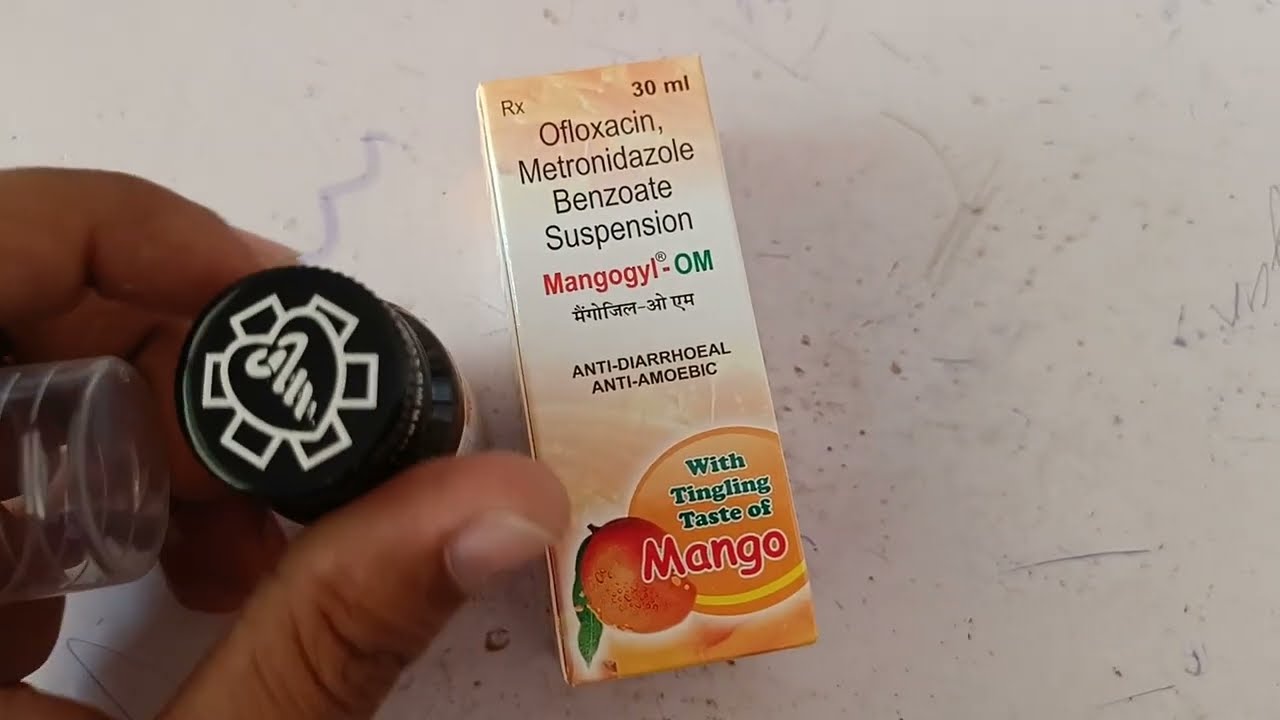 Rx
30 ml
Ofloxacin,
Metronidazole
Benzoate
Suspension
Mangogyl®-OM
मैंगोजिल-ओ एम
ANTI-DIARRHOEAL
ANTI-AMOEBIC
With
Tingling
Taste of
Mango